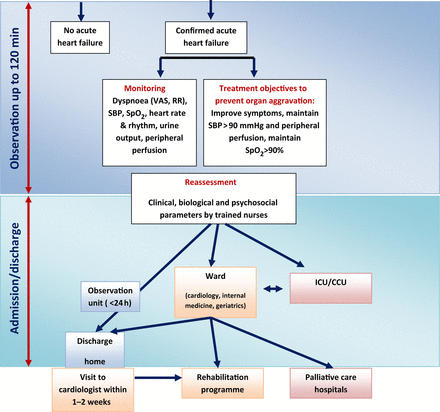 Observation up to 120 min
No acute
heart failure
Confirmed acute
heart failure
Monitoring
Dyspnoea (VAS, RR),
SBP, SpO₂, heart rate
& rhythm, urine
output, peripheral
perfusion
Treatment objectives to
prevent organ aggravation:
Improve symptoms, maintain
SBP>90 mmHg and peripheral
perfusion, maintain
SpO₂>90%
Reassessment
Clinical, biological and psychosocial
parameters by trained nurses
Admission/discharge
Observation
unit ( <24h)
Ward
(cardiology, internal
medicine, geriatrics)
ICU/CCU
Discharge
home
Visit to
cardiologist within
1–2 weeks
Rehabilitation
programme
Palliative care
hospitals